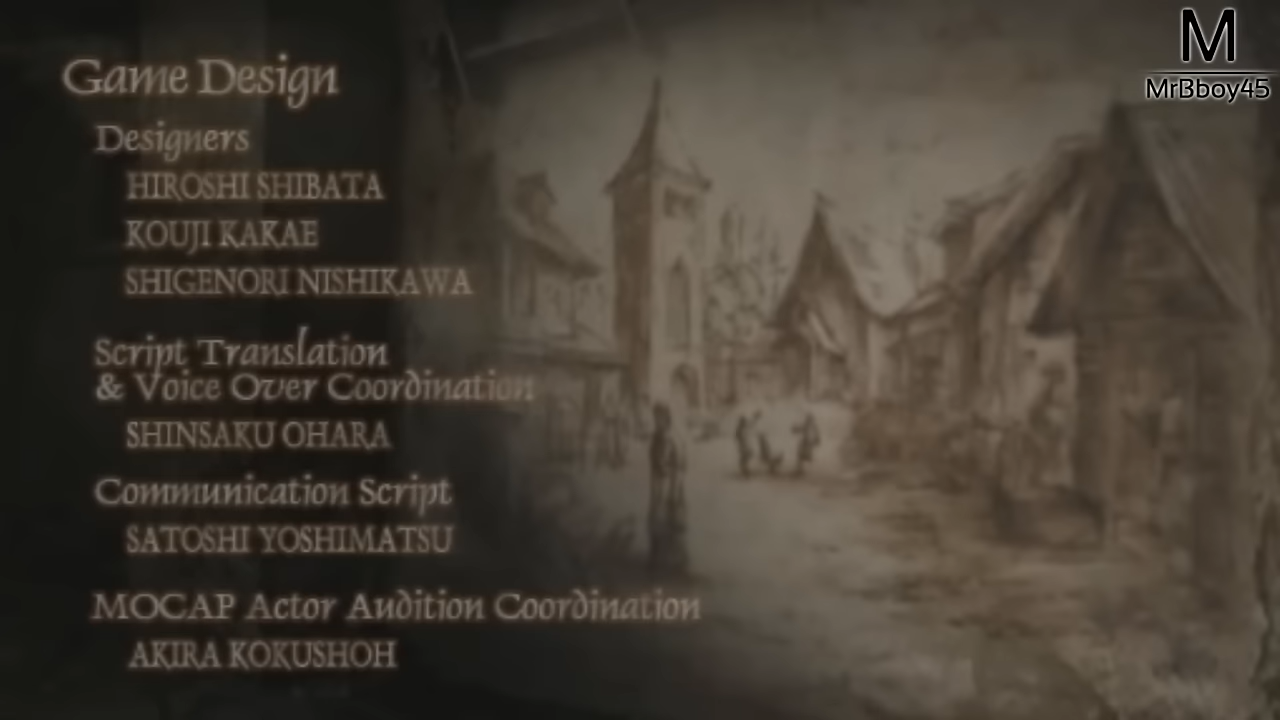 M
MrBboy45
Game Design
Designers
HIROSHI SHIBATA
KOUJI KAKAE
SHIGENORI NISHIKAWA
Script Translation
& Voice Over Coordination
SHINSAKU OHARA
Communication Script
SATOSHI YOSHIMATSU
MOCAP Actor Audition Coordination
AKIRA KOKUSHOH